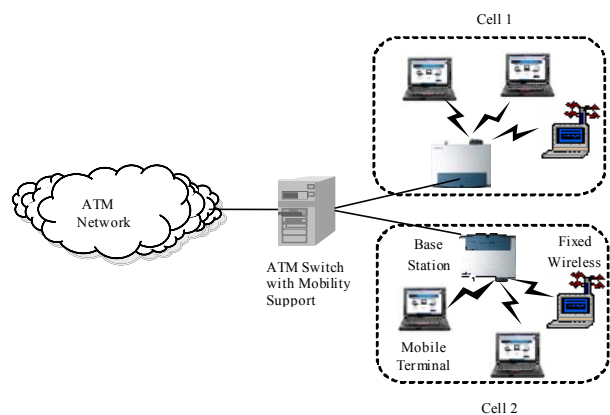 Cell 1
ATM
Network
ATM Switch
with Mobility
Support
Base
Station
Fixed
Wireless
Mobile
Terminal
Cell 2